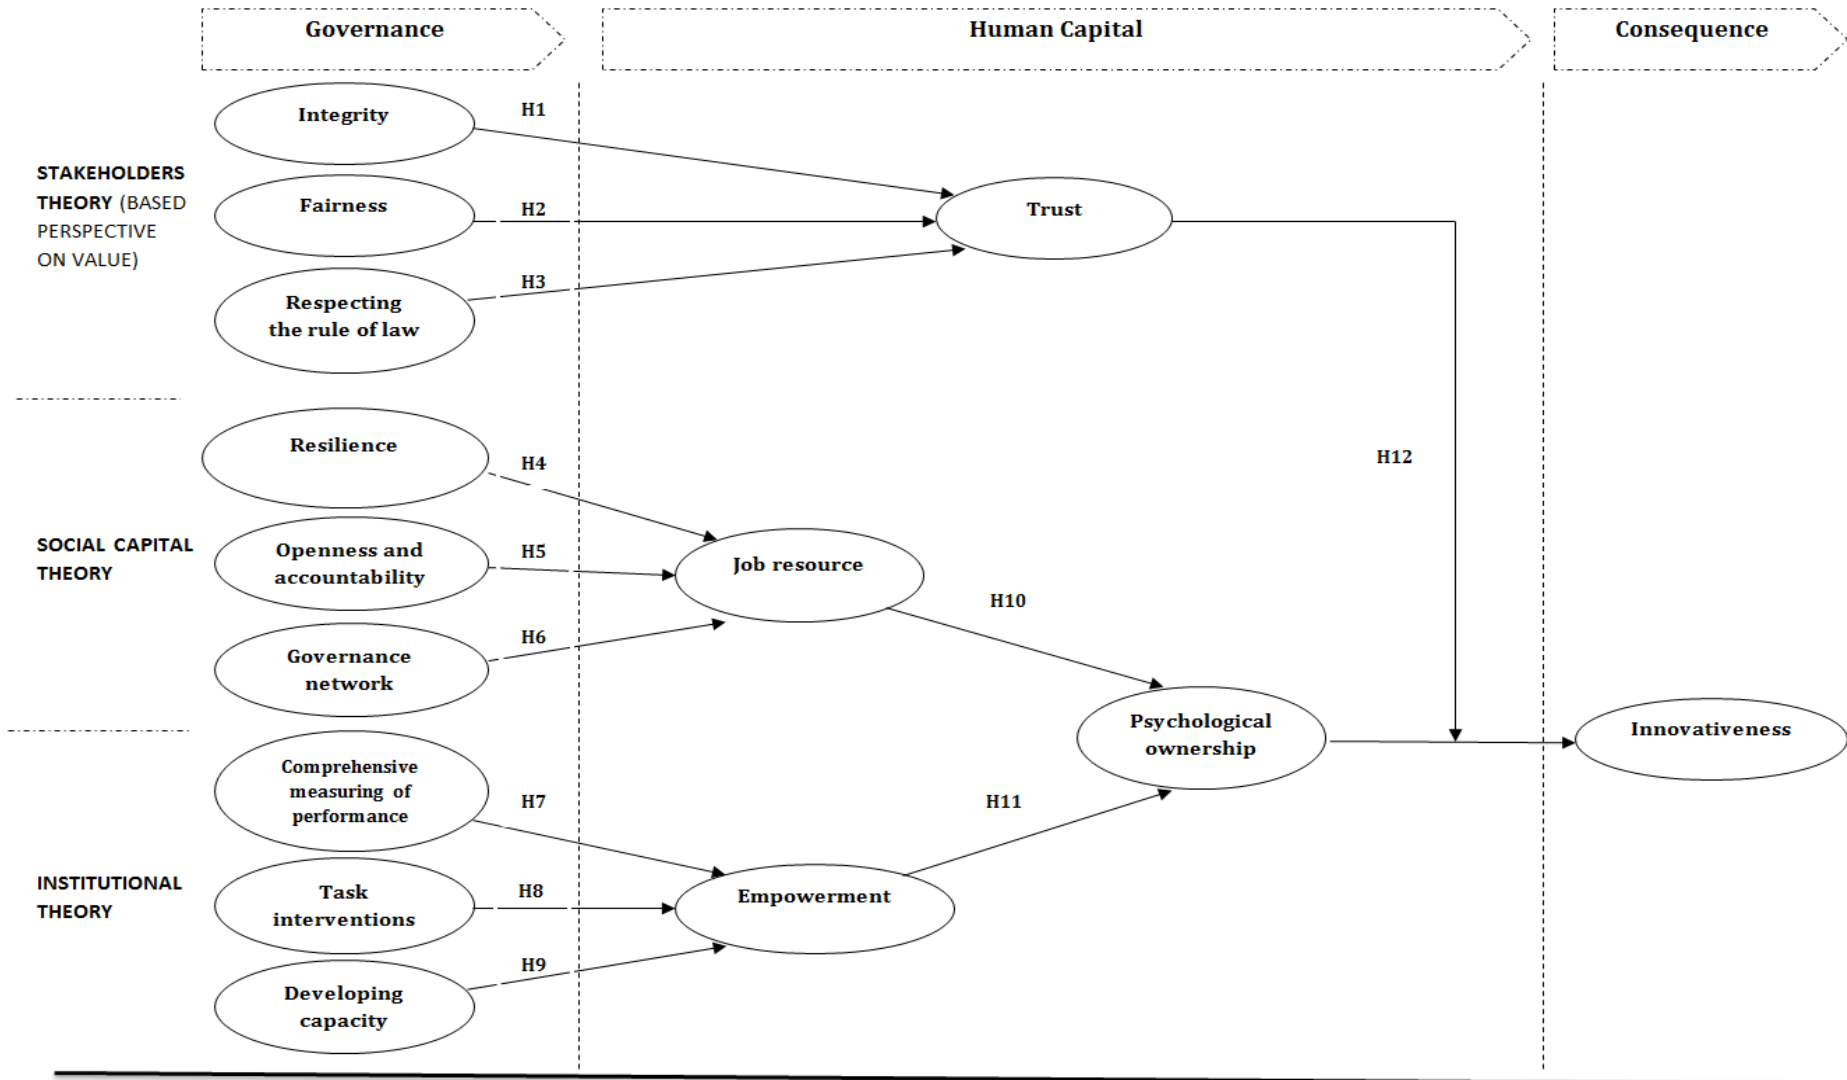 Governance
Human Capital
Consequence
STAKEHOLDERS
THEORY (BASED
PERSPECTIVE
ON VALUE)
Integrity
H1
Fairness
H2
Trust
Respecting
the rule of law
H3
SOCIAL CAPITAL
THEORY
Resilience
H4
H12
Openness and
accountability
H5
Job resource
Governance
network
H6
H10
Psychological
ownership
Innovativeness
INSTITUTIONAL
THEORY
Comprehensive
measuring of
performance
H7
H11
Task
interventions
H8
Empowerment
Developing
capacity
H9